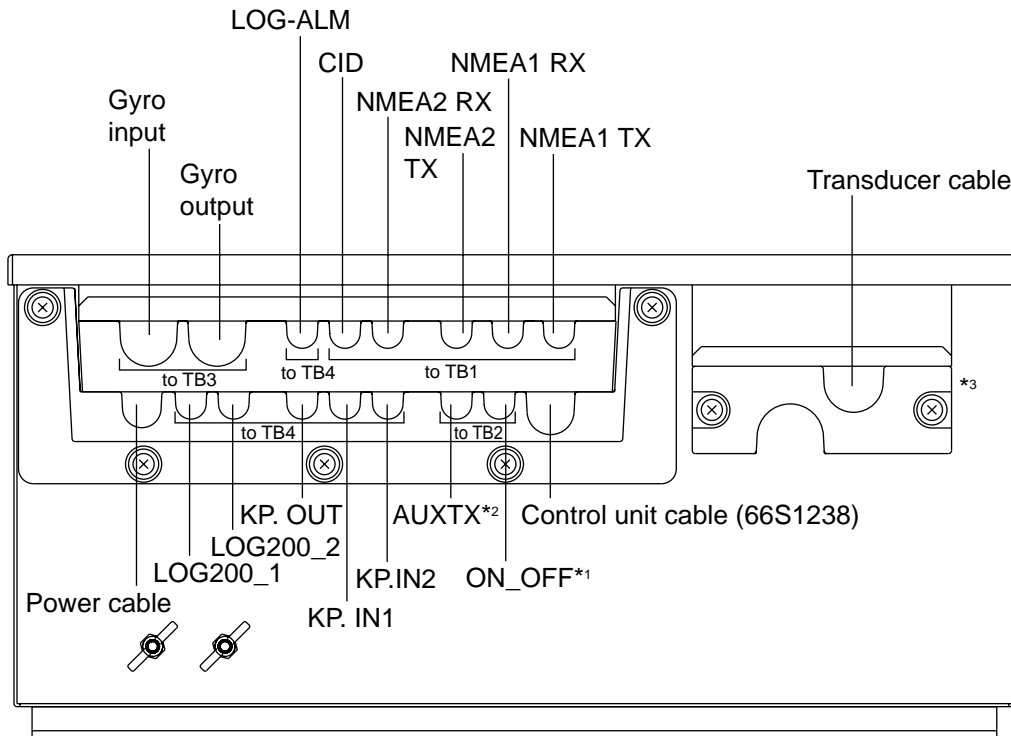 LOG-ALM
CID
NMEA1 RX
Gyro
input
NMEA2 RX
NMEA2
TX
NMEA1 TX
Gyro
output
Transducer cable
to TB3
to TB4
to TB1
*3
to TB4
to TB2
KP. OUT
AUXTX*2
Control unit cable (66S1238)
LOG200_2
LOG200_1
KP.IN2
ON_OFF*1
Power cable
KP. IN1